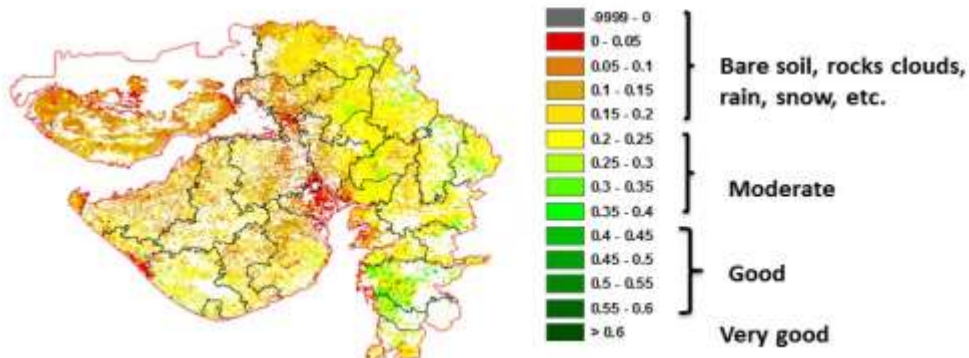 -9999 - 0
0 - 0.05
0.05 - 0.1
0.1 - 0.15
0.15 - 0.2
Bare soil, rocks clouds,
rain, snow, etc.
0.2 - 0.25
0.25 - 0.3
0.3 - 0.35
0.35 - 0.4
Moderate
0.4 - 0.45
0.45 - 0.5
0.5 - 0.55
0.55 - 0.6
Good
> 0.6
Very good